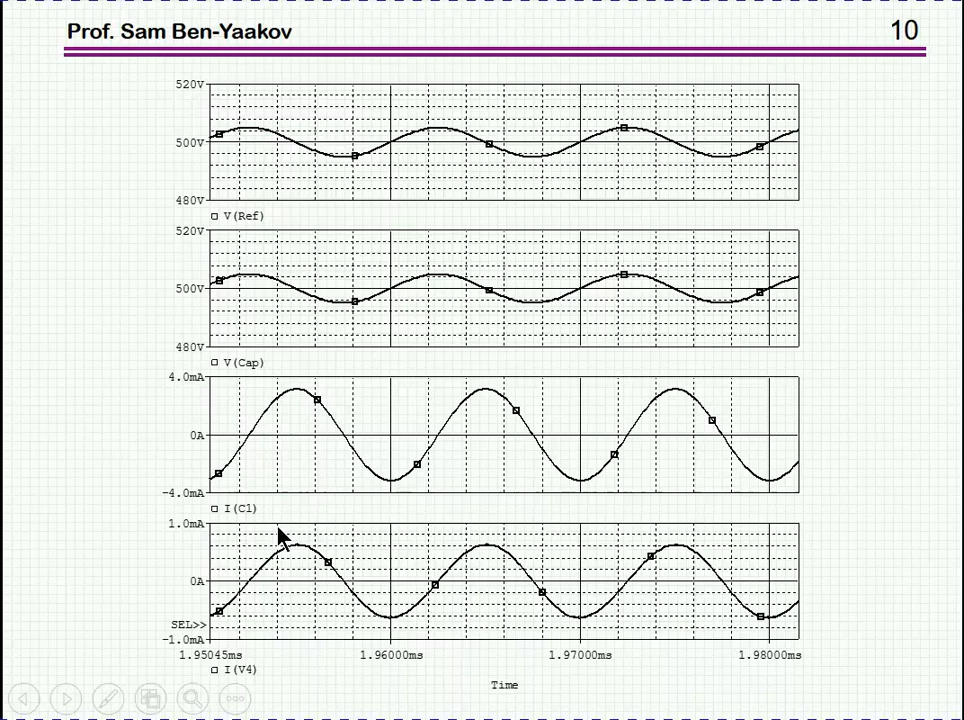 Prof. Sam Ben-Yaakov
10
520V
500V
480V
V(Ref)
520V
500V
480V
V(Cap)
4.0mA
0A
-4.0mA
I(C1)
1.0mA
0A
SEL>>
-1.0mA
1.95045ms 1.96000ms 1.97000ms 1.98000ms
I(V4)
Time